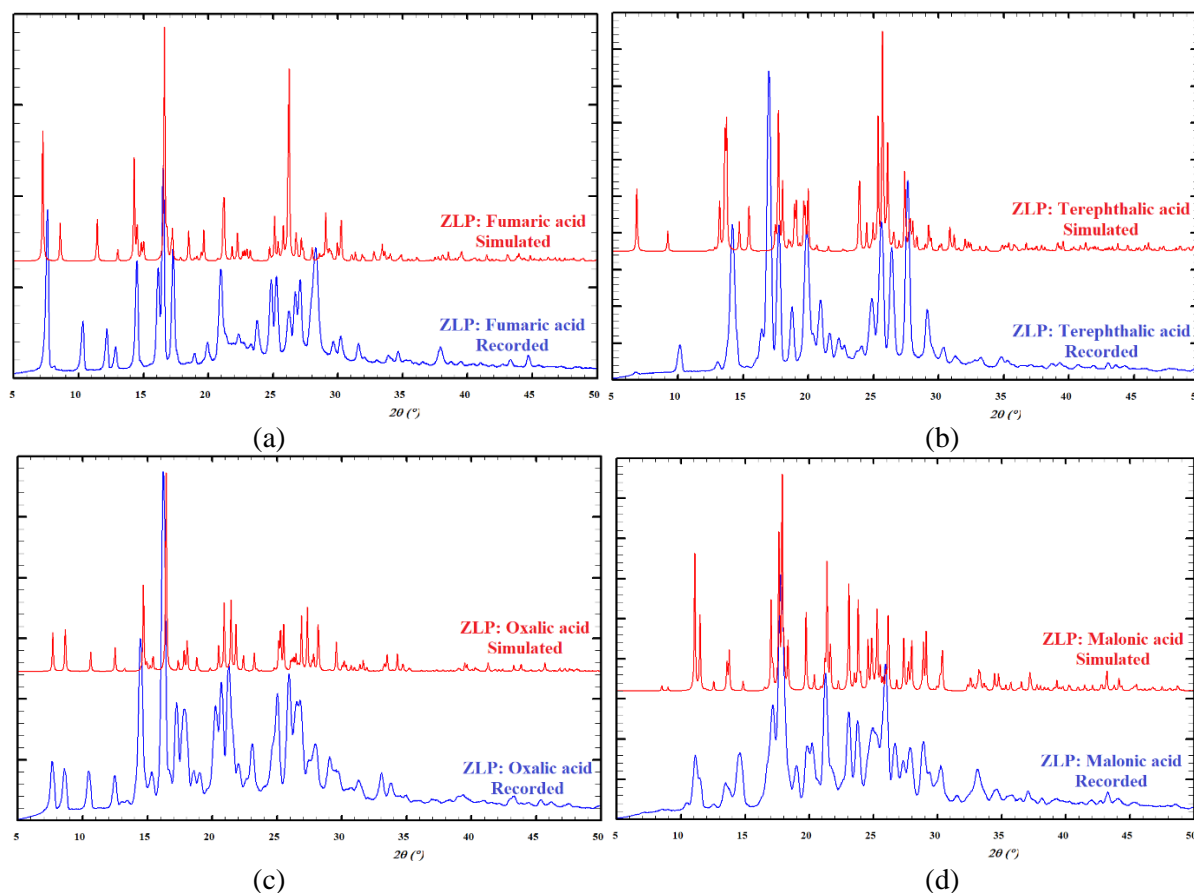 ZLP: Fumaric acid
Simulated
ZLP: Fumaric acid
Recorded
5 10 15 20 25 30 35 40 45 50
2θ (°)
(a)
ZLP: Terephthalic acid
Simulated
ZLP: Terephthalic acid
Recorded
5 10 15 20 25 30 35 40 45 50
2θ (°)
(b)
ZLP: Oxalic acid
Simulated
ZLP: Oxalic acid
Recorded
5 10 15 20 25 30 35 40 45 50
2θ (°)
(c)
ZLP: Malonic acid
Simulated
ZLP: Malonic acid
Recorded
5 10 15 20 25 30 35 40 45 50
2θ (°)
(d)